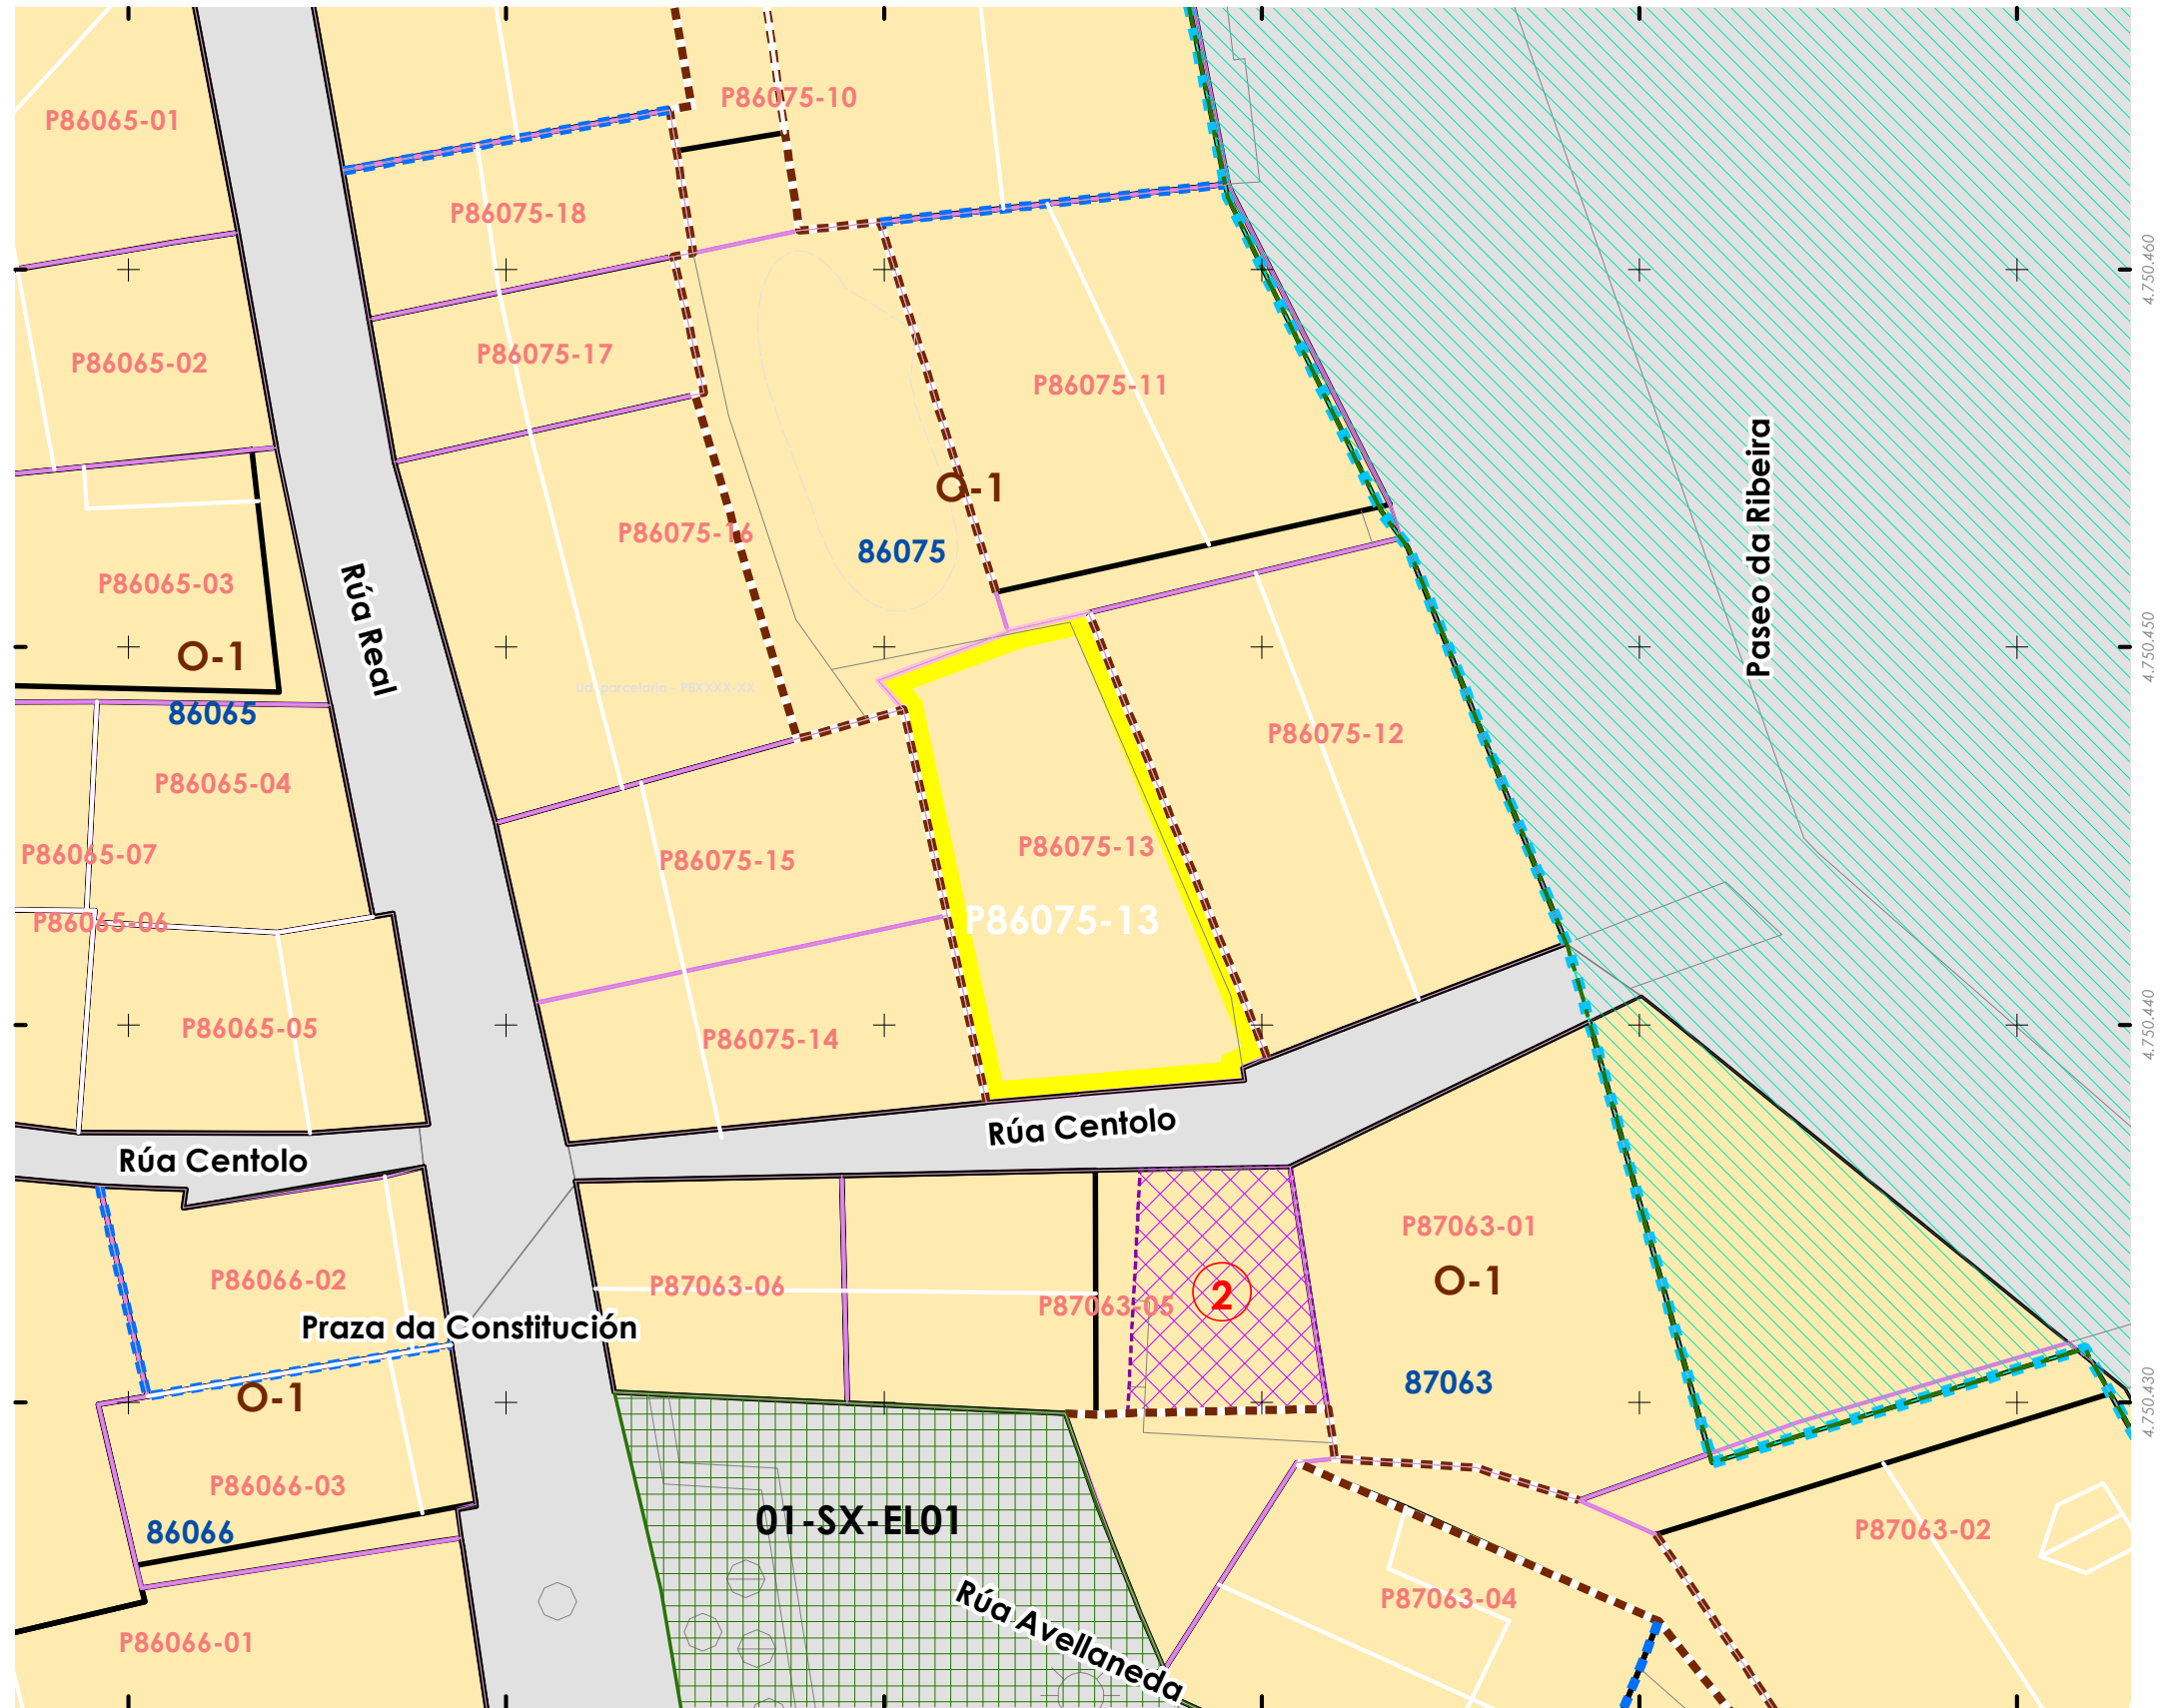 P86075-10
P86065-01
P86075-18
4.750.460
P86075-17
P86065-02
P86075-11
O-1
P86075-16
86075
Paseo da Ribeira
P86065-03
Rúa Real
O-1
Ud. parcelaria - P8XXXX-XX
86065
P86075-12
P86065-04
P86075-13
P86065-07
P86075-15
P86075-13
P86065-06
P86065-05
P86075-14
4.750.440
4.750.450
Rúa Centolo
Rúa Centolo
P87063-01
P86066-02
P87063-06
O-1
2
P87063-05
Praza da Constitución
87063
O-1
4.750.430
P86066-03
01-SX-EL01
86066
P87063-02
P87063-04
Rúa Avellaneda
P86066-01